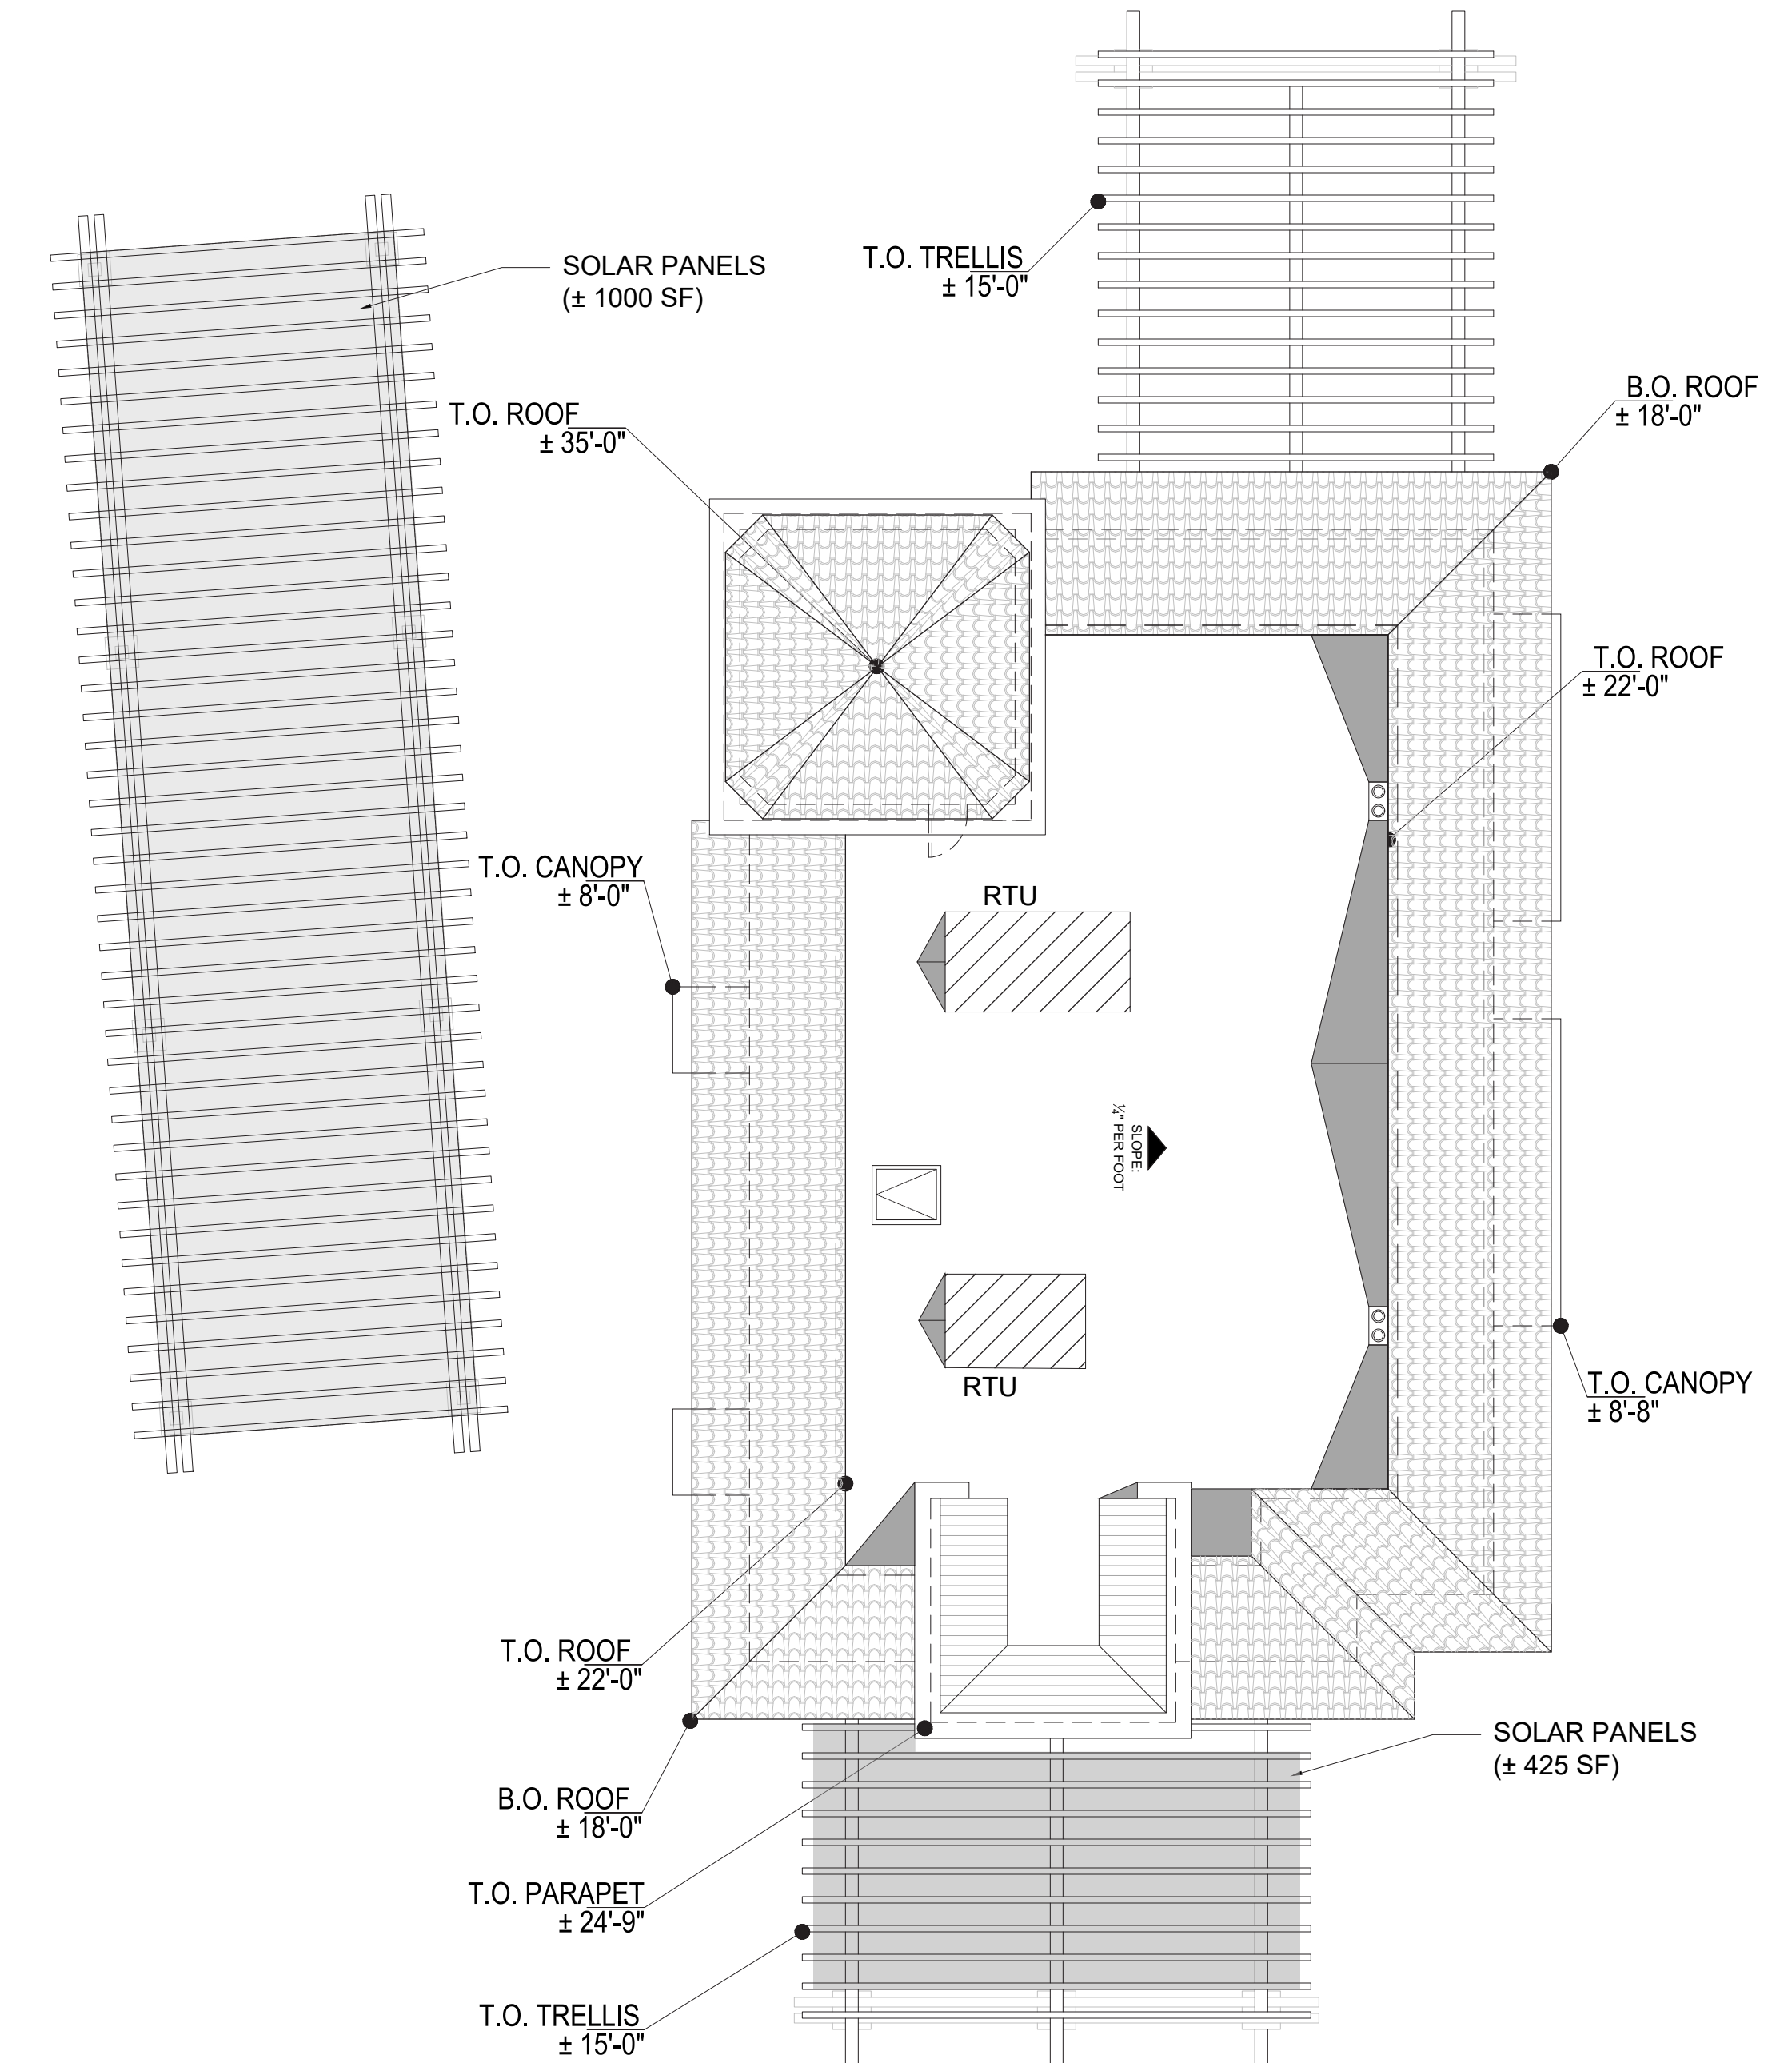 SOLAR PANELS
(± 1000 SF)
T.O. TRELLIS
± 15'-0"
B.O. ROOF
± 18'-0"
T.O. ROOF
± 35'-0"
T.O. ROOF
± 22'-0"
T.O. CANOPY
± 8'-0"
RTU
SLOPE:
¼" PER FOOT
RTU
T.O. CANOPY
± 8'-8"
T.O. ROOF
± 22'-0"
SOLAR PANELS
(± 425 SF)
B.O. ROOF
± 18'-0"
T.O. PARAPET
± 24'-9"
T.O. TRELLIS
± 15'-0"